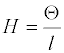 H = Θ / l